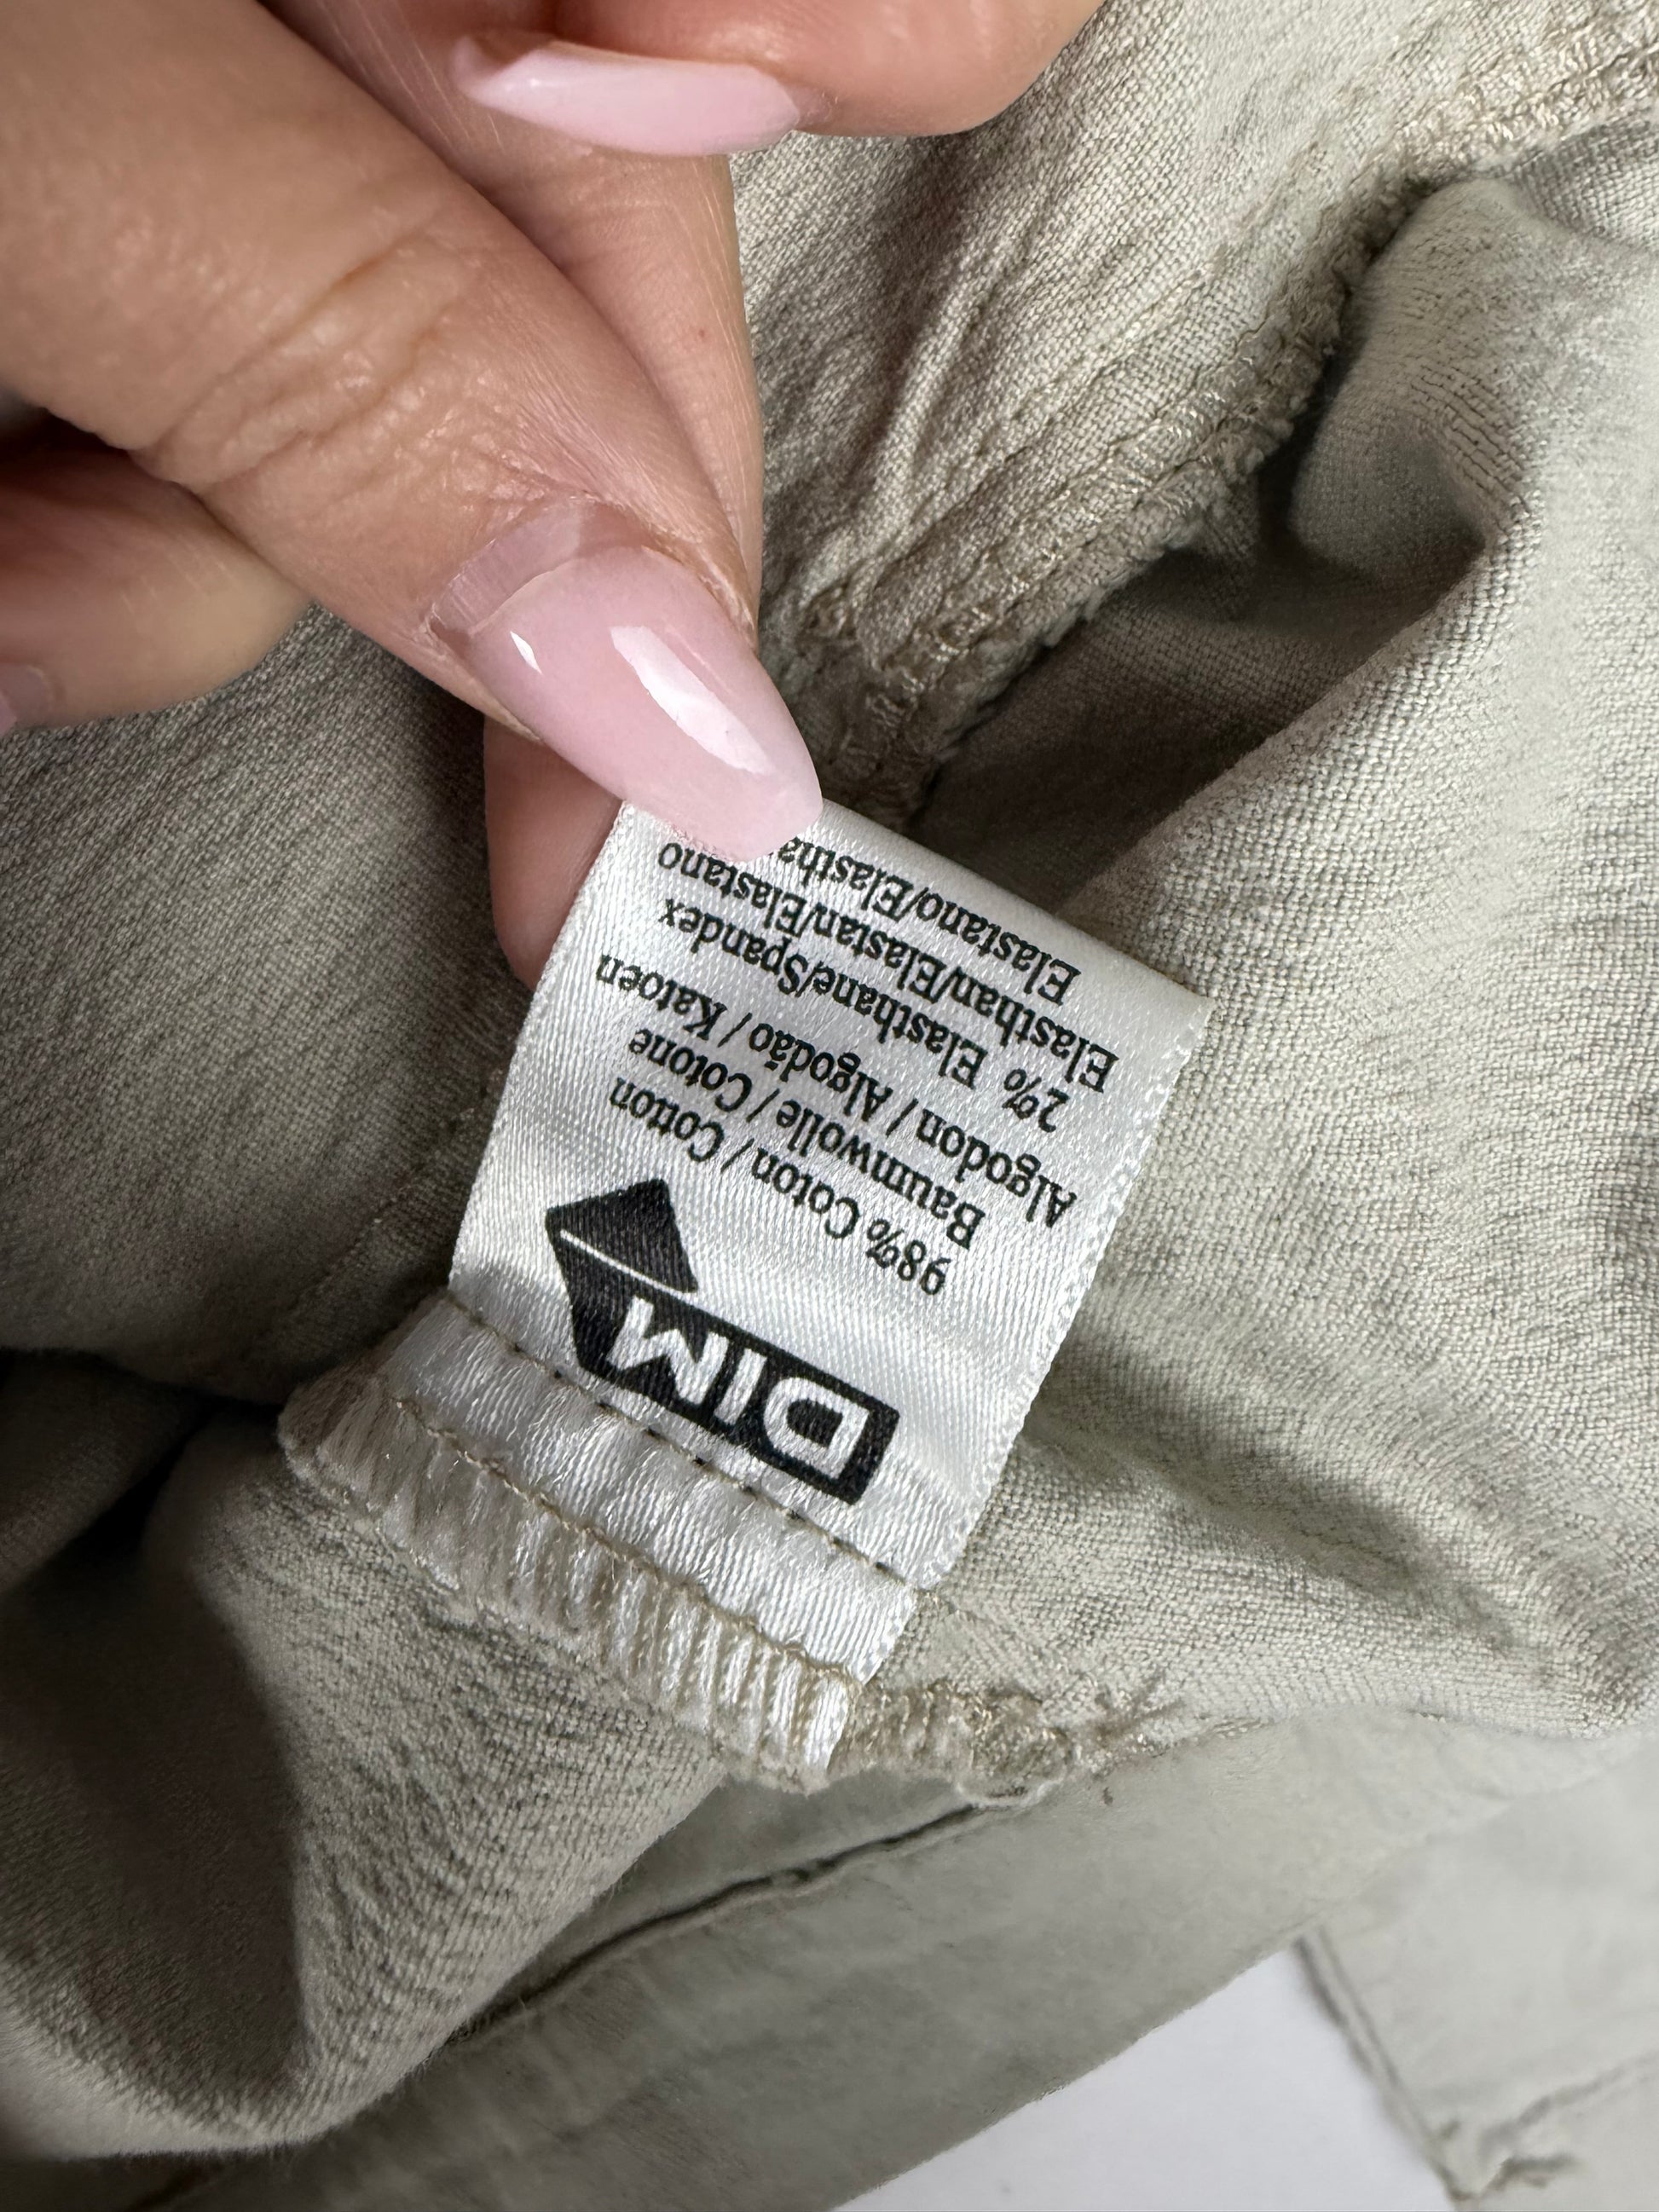 DIM
98% Coton / Cotton
Baumwolle / Cotone
Algodon / Algodão / Katoen
2% Elasthane/Spandex
Elasthan/Elastan/Elastano
Elastano/Elastha